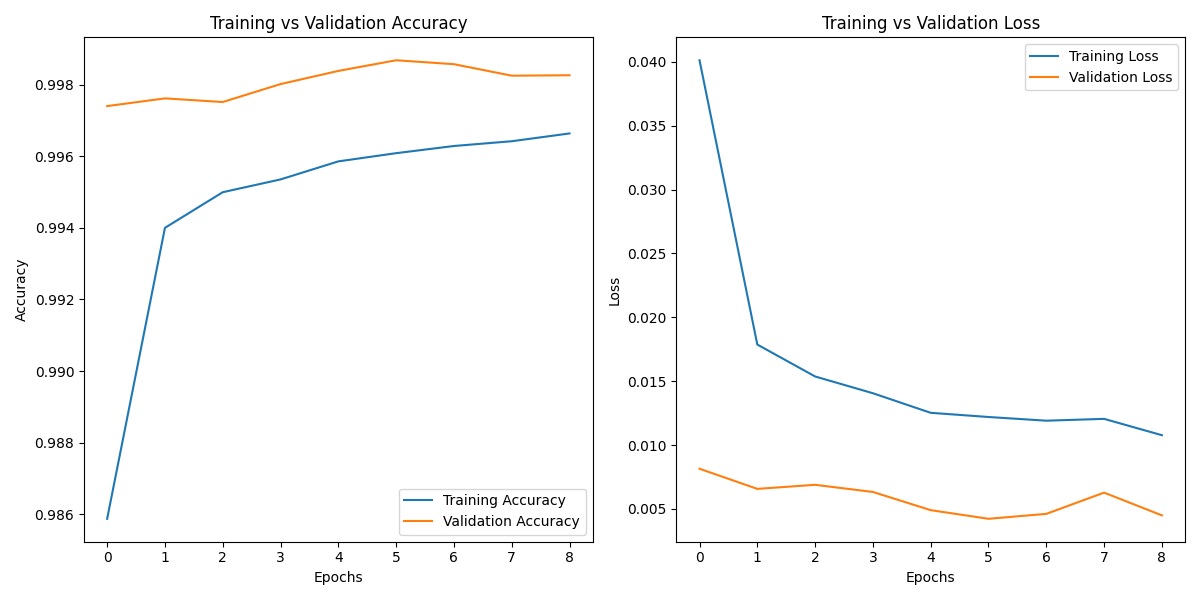 Training vs Validation Accuracy
Accuracy
0.998
0.996
0.994
0.992
0.990
0.988
0.986
Training Accuracy
Validation Accuracy
0 1 2 3 4 5 6 7 8
Epochs
Training vs Validation Loss
Loss
0.040
0.035
0.030
0.025
0.020
0.015
0.010
0.005
Training Loss
Validation Loss
0 1 2 3 4 5 6 7 8
Epochs